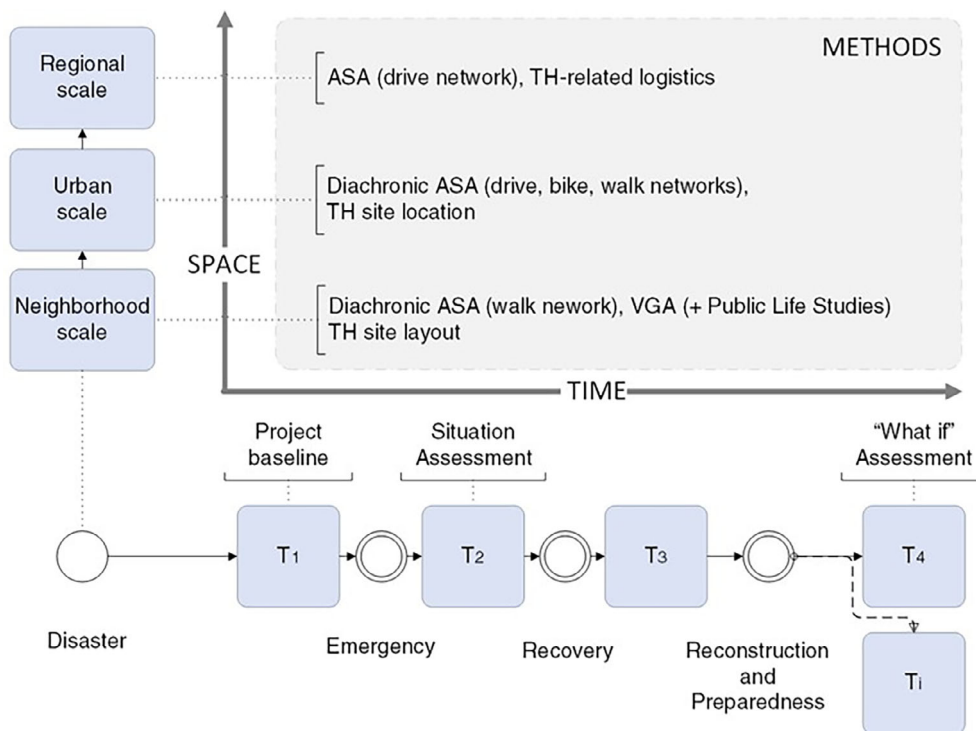 METHODS
Regional
scale
ASA (drive network), TH-related logistics
Urban
scale
Diachronic ASA (drive, bike, walk networks),
TH site location
SPACE
Neighborhood
scale
Diachronic ASA (walk nework), VGA (+ Public Life Studies)
TH site layout
TIME
Project
baseline
Situation
Assessment
“What if”
Assessment
T1
T2
T3
T4
Disaster
Emergency
Recovery
Reconstruction
and
Preparedness
Ti